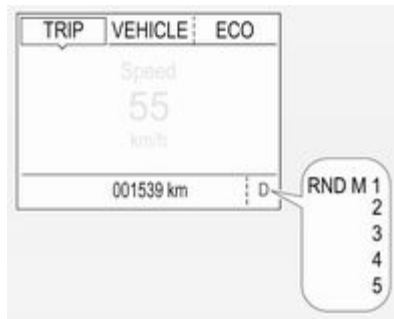 TRIP VEHICLE ECO
Speed
55
km/h
001539 km D
RND M 1
2
3
4
5